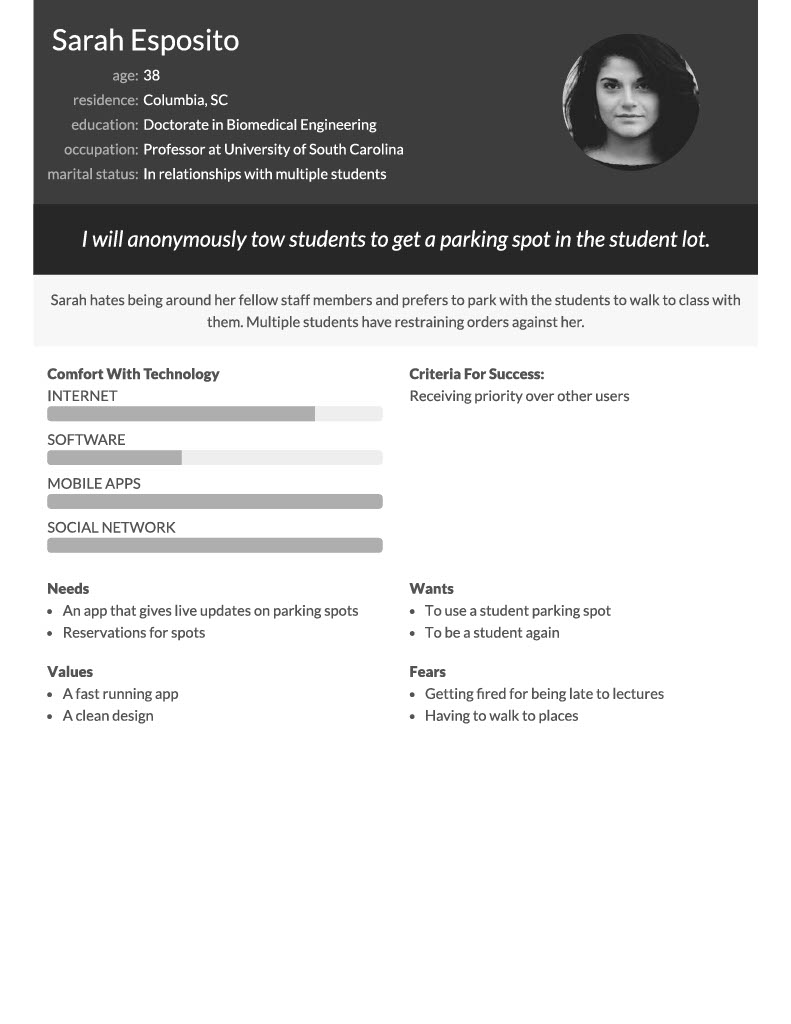 Sarah Esposito
age: 38
residence: Columbia, SC
education: Doctorate in Biomedical Engineering
occupation: Professor at University of South Carolina
marital status: In relationships with multiple students
I will anonymously tow students to get a parking spot in the student lot.
Sarah hates being around her fellow staff members and prefers to park with the students to walk to class with
them. Multiple students have restraining orders against her.
Comfort With Technology
INTERNET
SOFTWARE
MOBILE APPS
SOCIAL NETWORK
Criteria For Success:
Receiving priority over other users
Needs
• An app that gives live updates on parking spots
• Reservations for spots
Wants
• To use a student parking spot
• To be a student again
Values
• A fast running app
• A clean design
Fears
• Getting fired for being late to lectures
• Having to walk to places